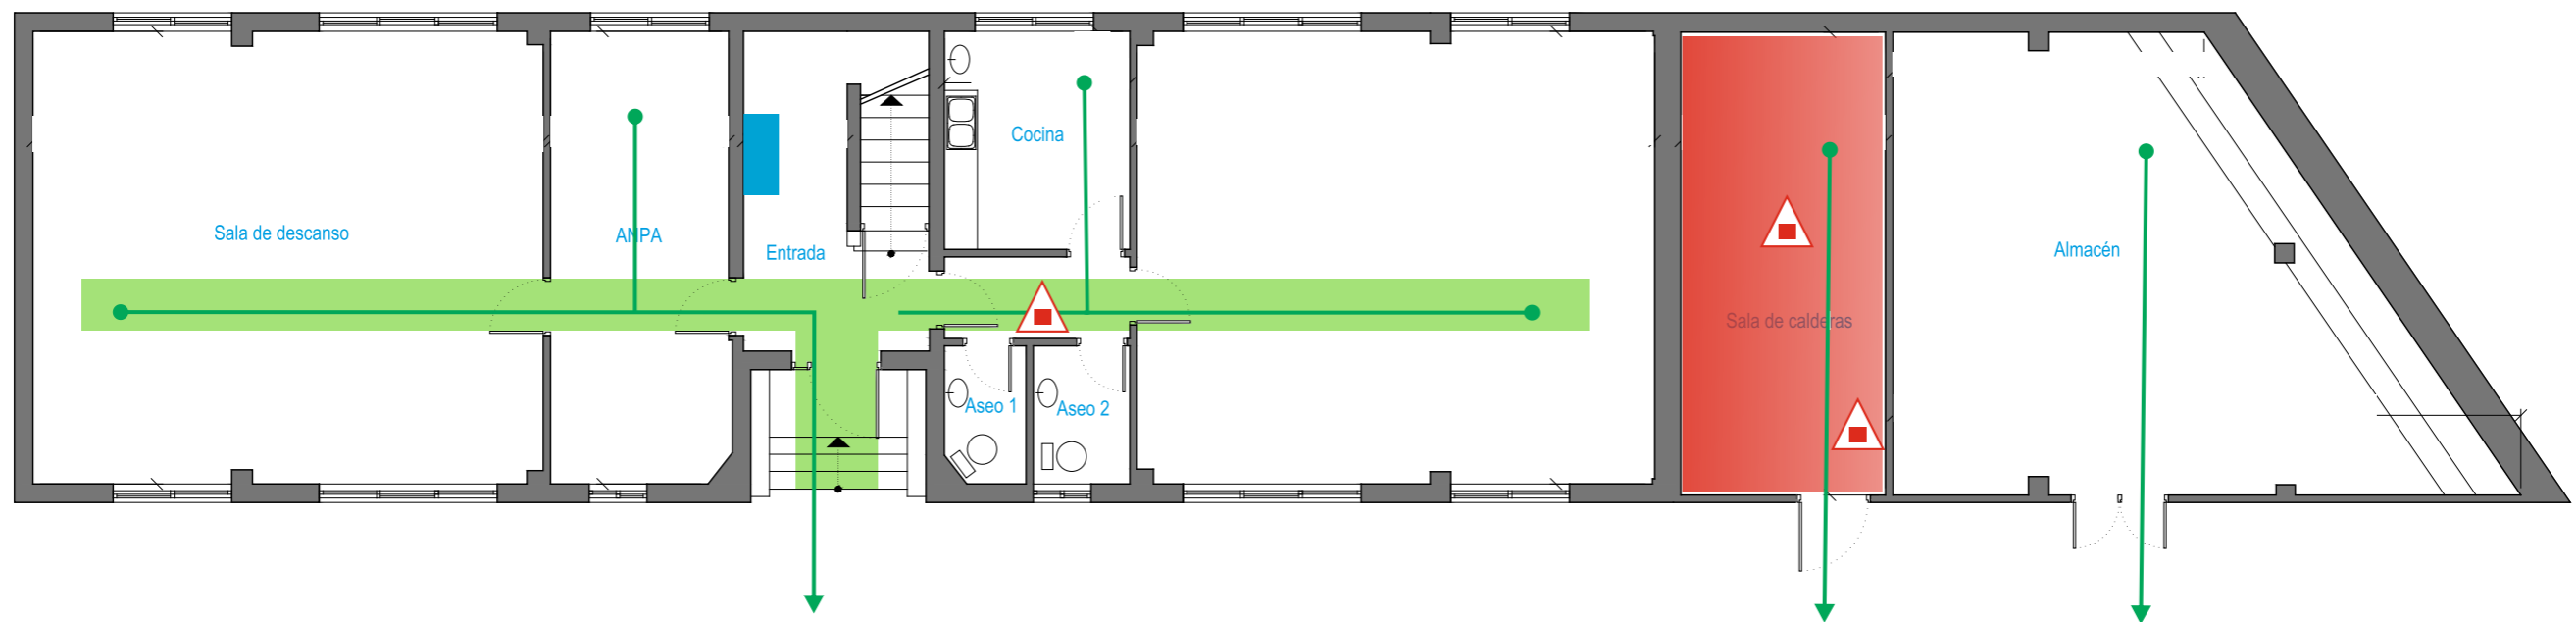 Sala de descanso
ANPA
Entrada
Cocina
Aseo 1
Aseo 2
Sala de calderas
Almacén